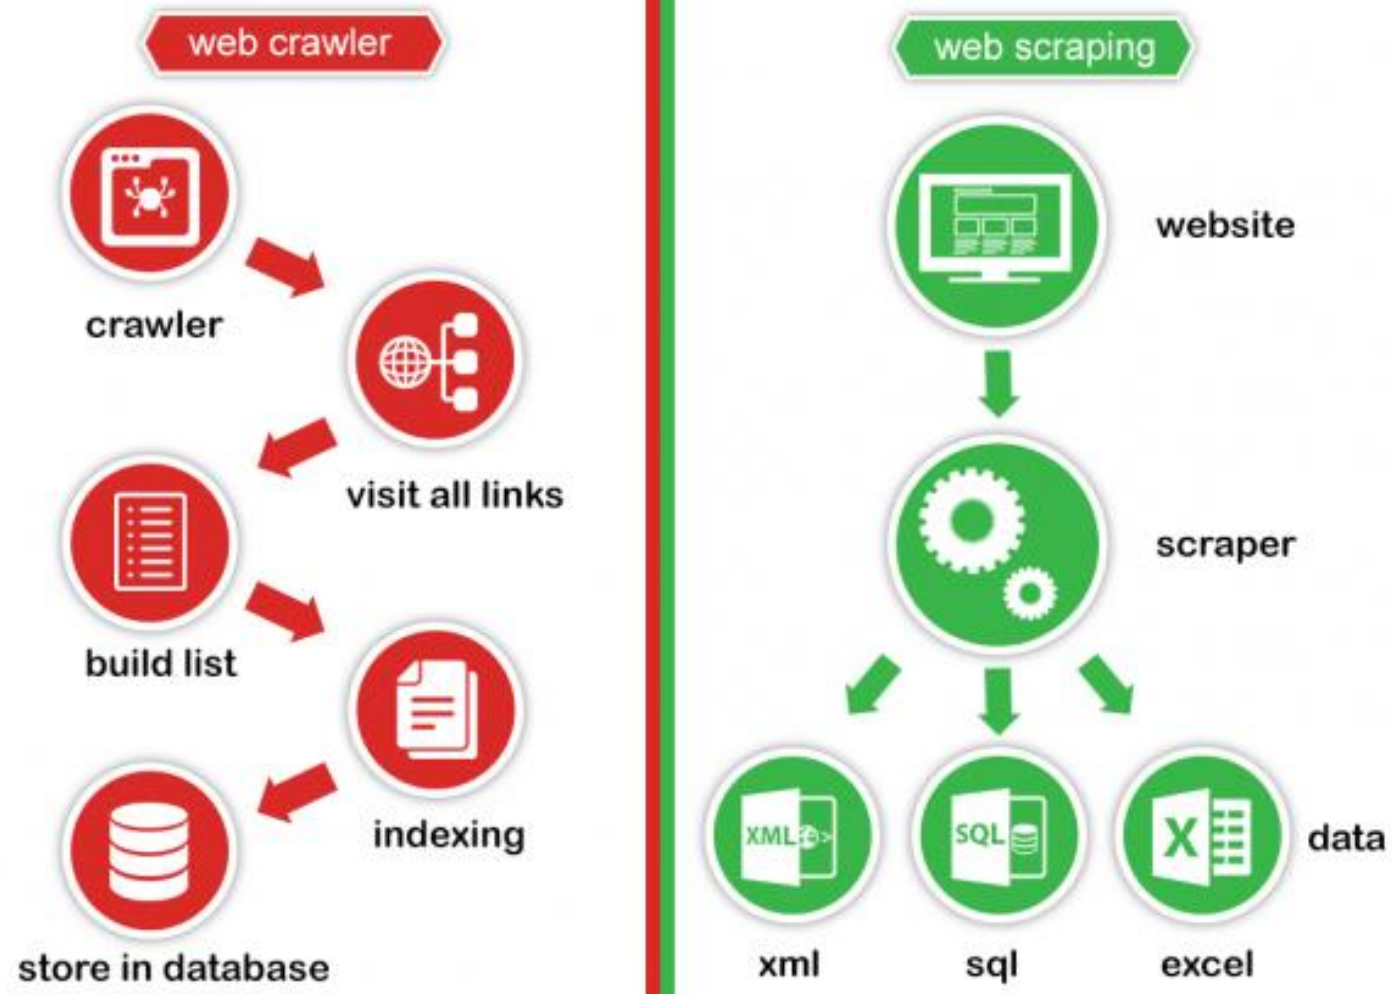 web crawler
crawler
visit all links
build list
indexing
store in database
web scraping
website
scraper
XML
SQL
X
data
xml
sql
excel